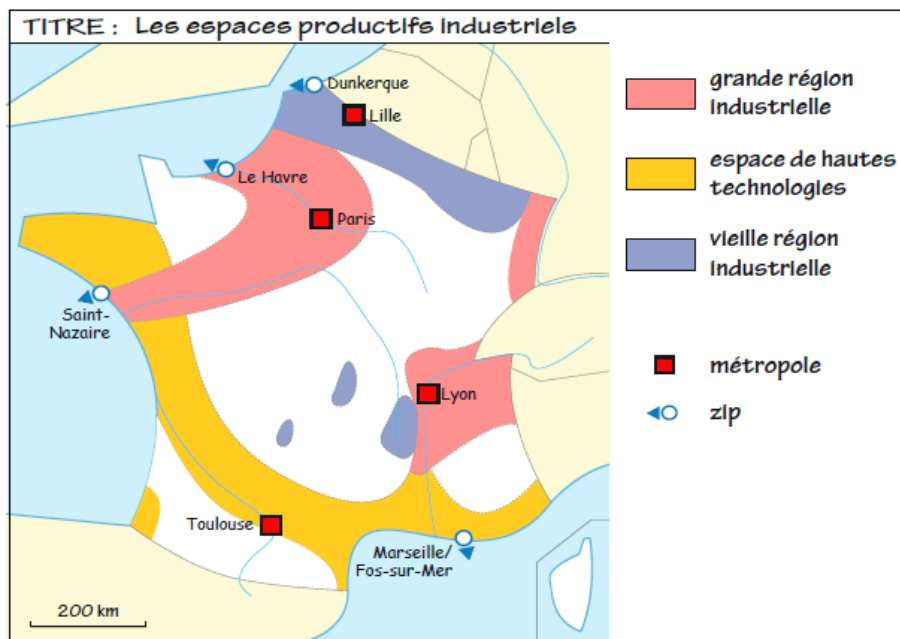 TITRE : Les espaces productifs industriels
Dunkerque
Lille
Le Havre
Paris
Saint-
Nazaire
Lyon
Toulouse
Marseille/
Fos-sur-Mer
200 km
grande région
industrielle
espace de hautes
technologies
vieille région
industrielle
métropole
zip